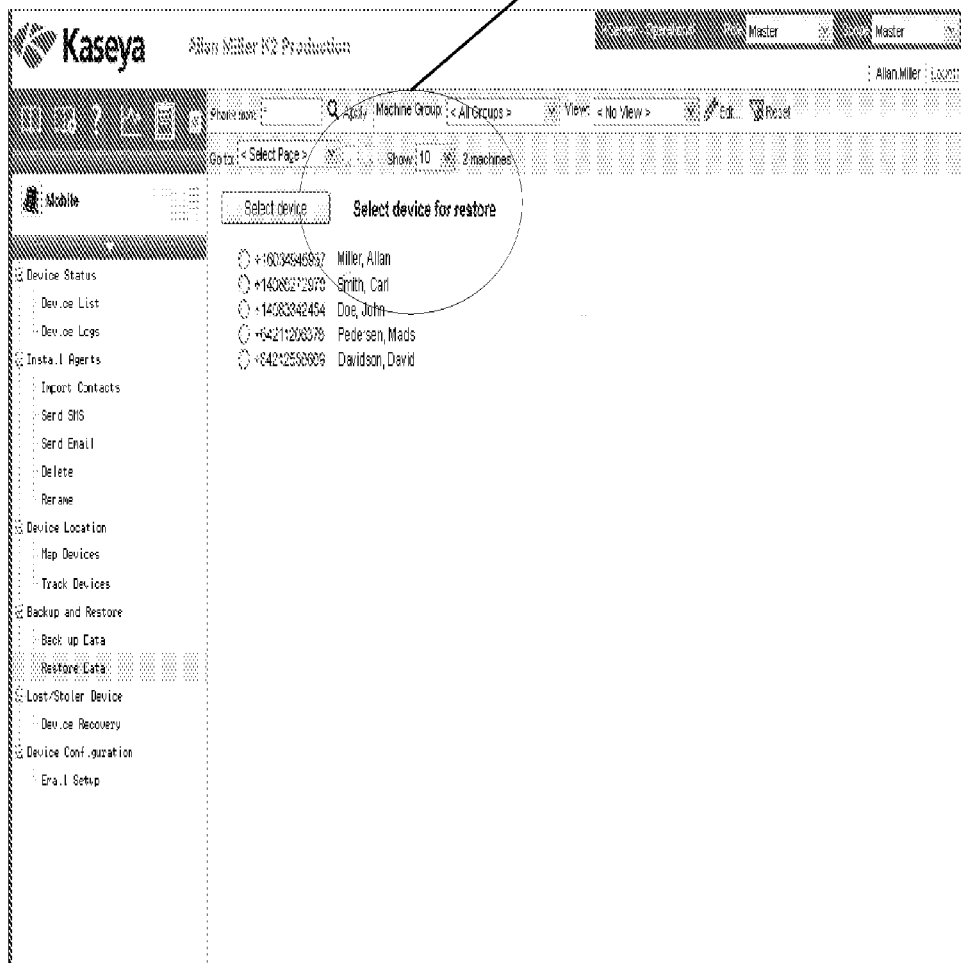 Kaseya
Allan Miller K2 Production
Master
Master
Allan.Miller
Apply Machine Group: < All Groups > View: < No View > Edit... Reset
Go to: < Select Page > Show 10 2 machines
Mobile
Select device
Select device for restore
Miller, Allan
Smith, Carl
Doe, John
Pedersen, Mads
Davidson, David
Device Status
Device List
Device Logs
Install Agents
Import Contacts
Send SMS
Send Email
Delete
Rename
Device Location
Map Devices
Track Devices
Backup and Restore
Back up Data
Restore Data
Lost/Stolen Device
Device Recovery
Device Configuration
Email Setup